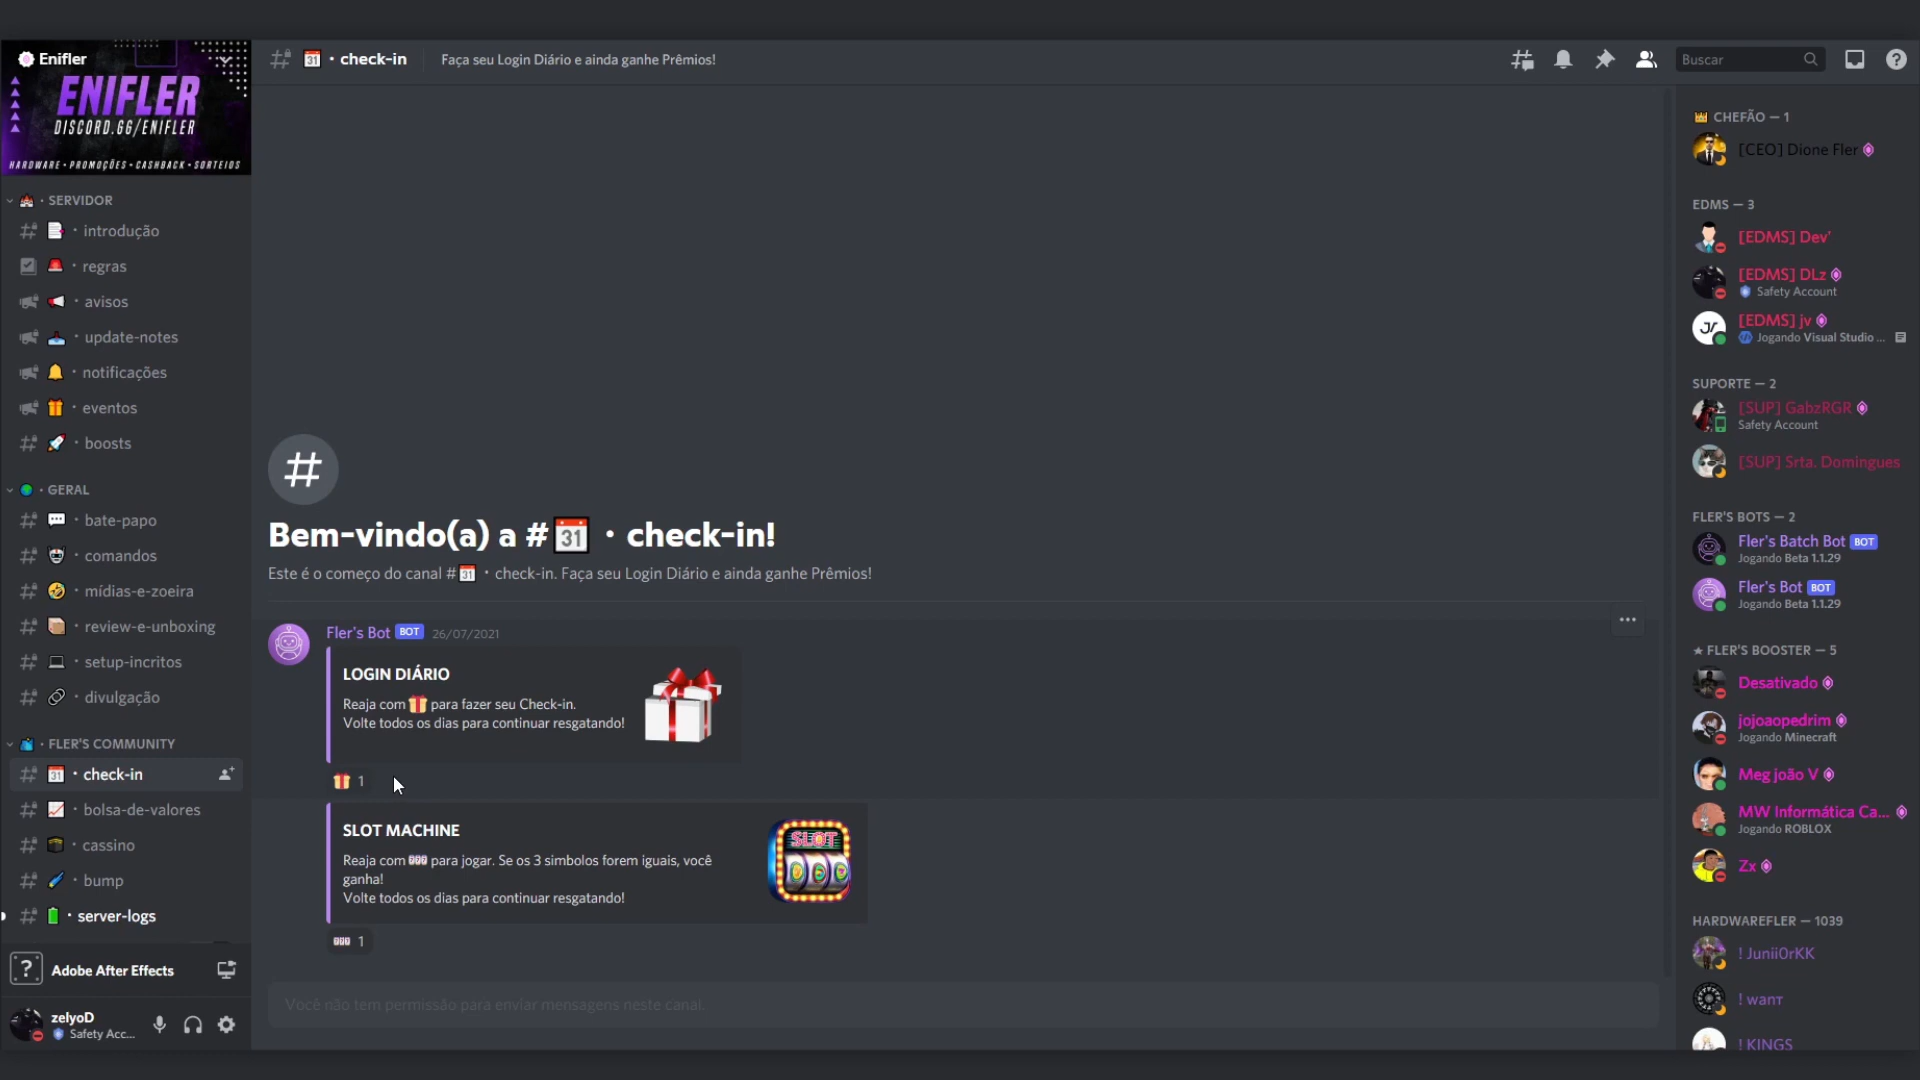 Enifler
ENIFLER
DISCORD.GG/ENIFLER
HARDWARE • PROMOÇÕES • CASHBACK • SORTEIOS
SERVIDOR
introdução
regras
avisos
update-notes
notificações
eventos
boosts
GERAL
bate-papo
comandos
mídias-e-zoeira
review-e-unboxing
setup-incritos
divulgação
FLER'S COMMUNITY
check-in
bolsa-de-valores
cassino
bump
server-logs
Adobe After Effects
zelyoD
Safety Acc...
check-in
Faça seu Login Diário e ainda ganhe Prêmios!
Buscar
Bem-vindo(a) a #31 · check-in!
Este é o começo do canal #31 · check-in. Faça seu Login Diário e ainda ganhe Prêmios!
Fler's Bot BOT 26/07/2021
LOGIN DIÁRIO
Reaja com para fazer seu Check-in.
Volte todos os dias para continuar resgatando!
1
SLOT MACHINE
Reaja com 777 para jogar. Se os 3 simbolos forem iguais, você
ganha!
Volte todos os dias para continuar resgatando!
SLOT
777 1
Você não tem permissão para enviar mensagens neste canal.
CHEFÃO — 1
[CEO] Dione Fler
EDMS — 3
[EDMS] Dev'
[EDMS] DLz
Safety Account
[EDMS] jv
Jogando Visual Studio ...
SUPORTE — 2
[SUP] GabzRGR
Safety Account
[SUP] Srta. Domingues
FLER'S BOTS — 2
Fler's Batch Bot BOT
Jogando Beta 1.1.29
Fler's Bot BOT
Jogando Beta 1.1.29
★ FLER'S BOOSTER — 5
Desativado
jojoaopedrim
Jogando Minecraft
Meg joão V
MW Informática Ca...
Jogando ROBLOX
Zx
HARDWAREFLER — 1039
! Junii0rKK
! wanт
! KINGS